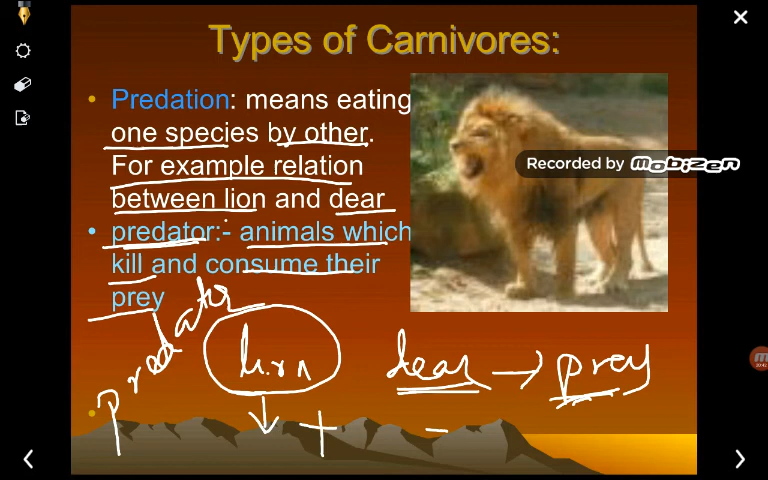 Types of Carnivores:
Predation: means eating
one species by other.
For example relation
between lion and dear
predator:- animals which
kill and consume their
prey
Recorded by MOBIZEN
predator
lion
dear → prey
+ -